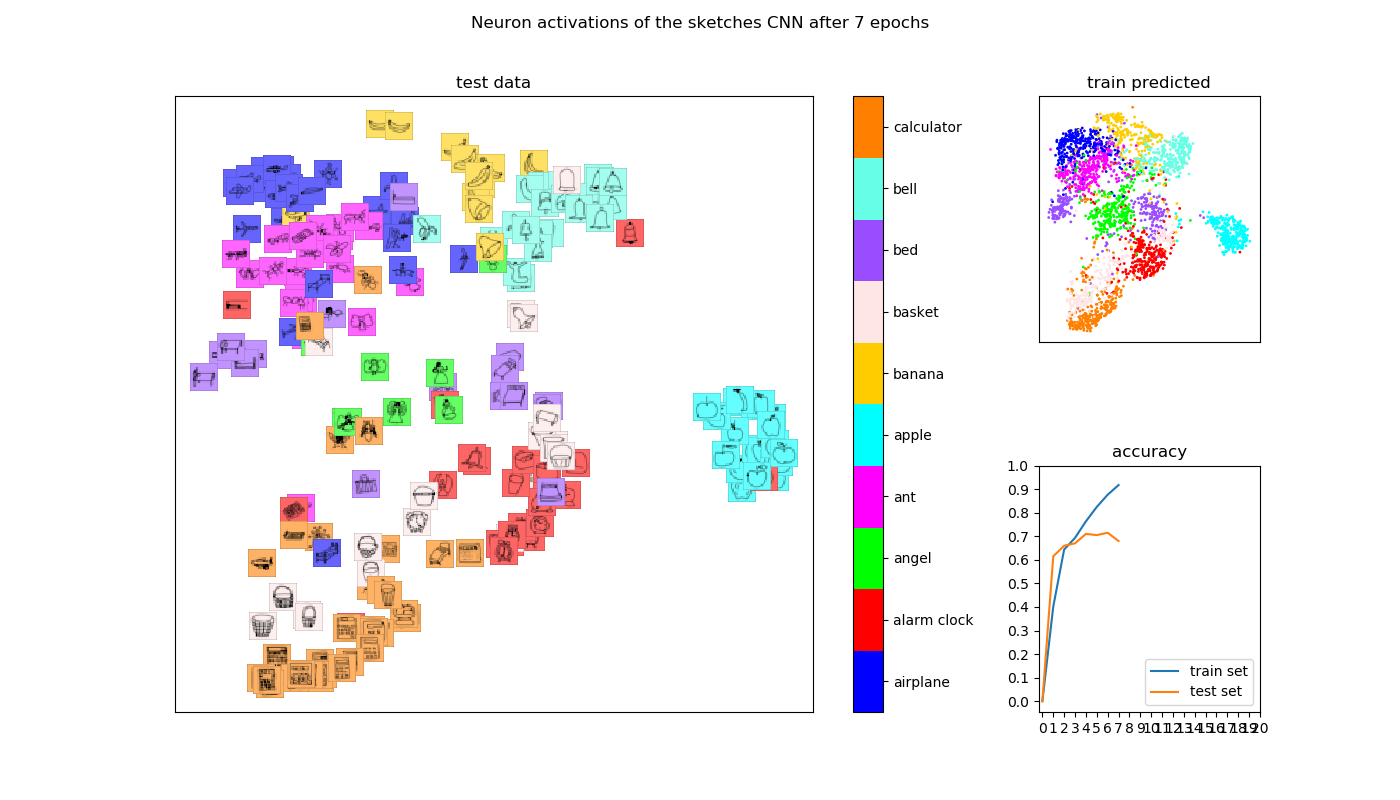 Neuron activations of the sketches CNN after 7 epochs
test data
calculator
bell
bed
basket
banana
apple
ant
angel
alarm clock
airplane
train predicted
accuracy
1.0
0.9
0.8
0.7
0.6
0.5
0.4
0.3
0.2
0.1
0.0
train set
test set
0 1 2 3 4 5 6 7 8 9 10 11 12 13 14 15 16 17 18 19 20